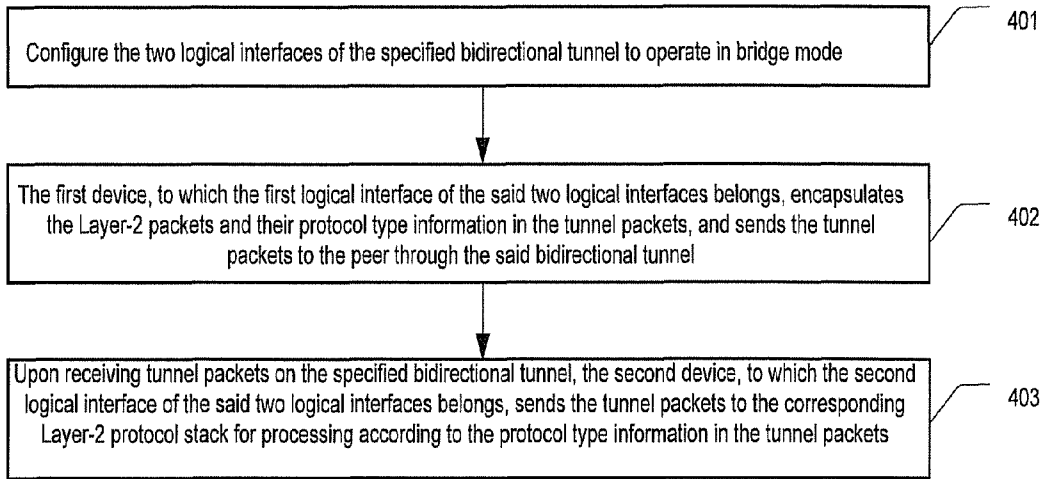 401
Configure the two logical interfaces of the specified bidirectional tunnel to operate in bridge mode
The first device, to which the first logical interface of the said two logical interfaces belongs, encapsulates
the Layer-2 packets and their protocol type information in the tunnel packets, and sends the tunnel
packets to the peer through the said bidirectional tunnel
402
Upon receiving tunnel packets on the specified bidirectional tunnel, the second device, to which the second
logical interface of the said two logical interfaces belongs, sends the tunnel packets to the corresponding
Layer-2 protocol stack for processing according to the protocol type information in the tunnel packets
403